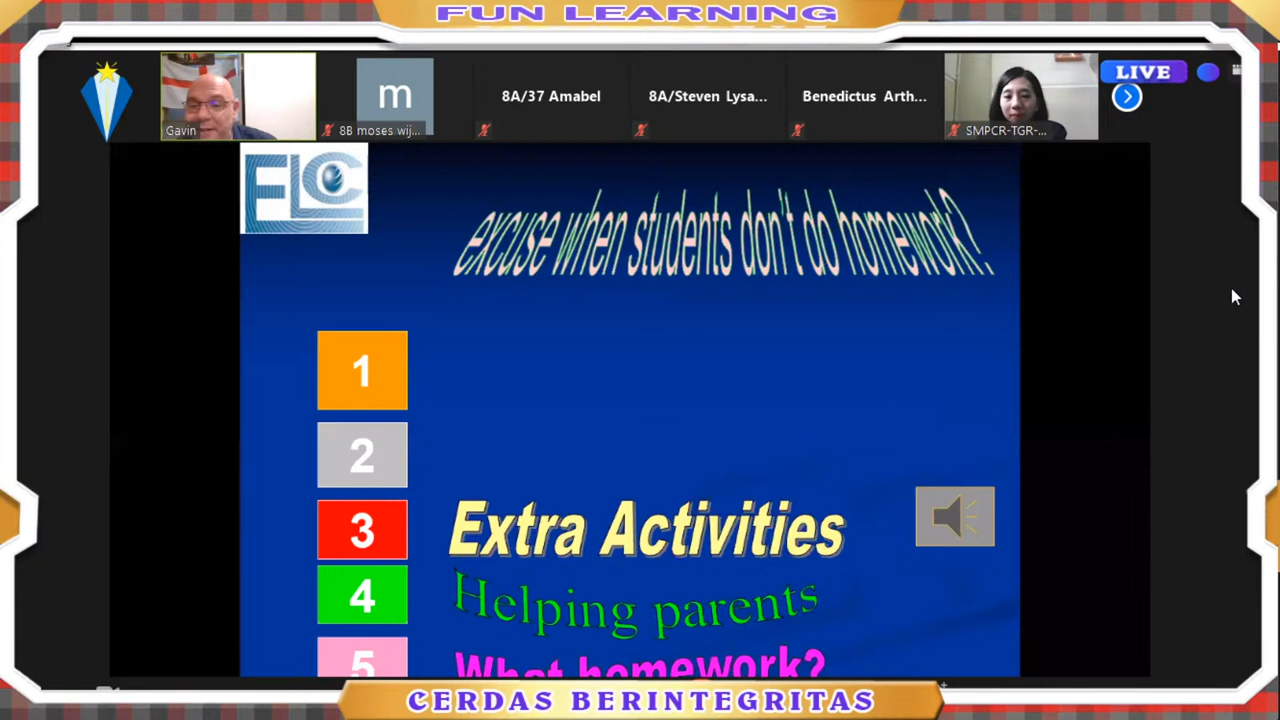 FUN LEARNING
LIVE
m
8A/37 Amabel
8A/Steven Lysa...
Benedictus Arth...
Gavin
8B moses wij...
SMPCR-TGR-...
ELC
excuse when students don't do homework?
1
2
3 Extra Activities
4 Helping parents
5 What homework?
CERDAS BERINTEGRITAS